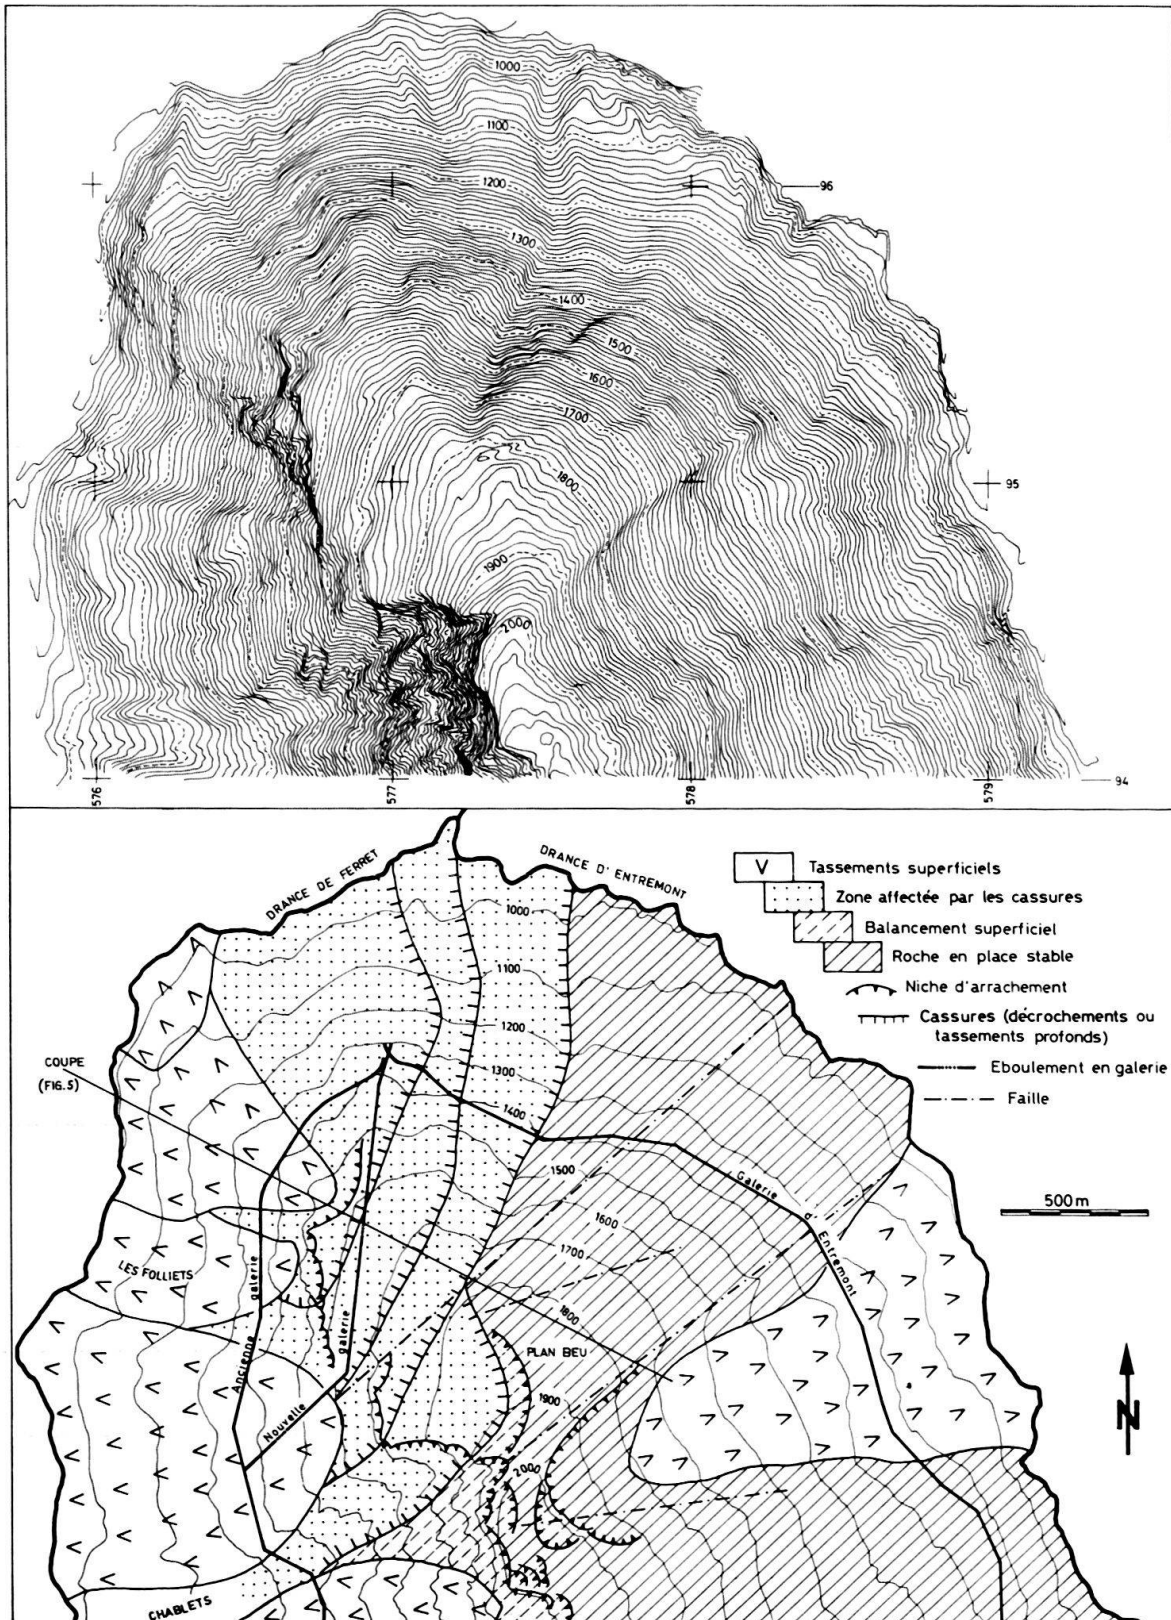 1000
1100
1200
96
1300
1400
1500
1600
1700
1800
95
1900
2000
94
576
577
578
579
DRANCE DE FERRET
DRANCE D' ENTREMONT
V Tassements superficiels
Zone affectée par les cassures
Balancement superficiel
Roche en place stable
Niche d'arrachement
Cassures (décrochements ou
tassements profonds)
Eboulement en galerie
Faille
1000
1100
1200
COUPE
(FIG. 5)
1300
1400
1500
Galerie d' Entremont
500m
1600
1700
LES FOLLIETS
Ancienne galerie
Nouvelle galerie
1800
PLAN BEU
1900
N
2000
CHABLETS